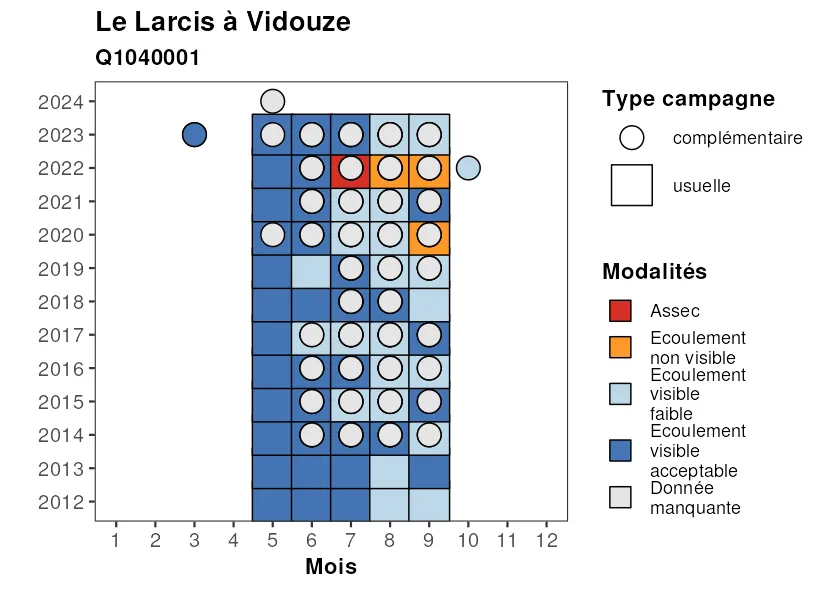 Le Larcis à Vidouze
Q1040001
2024
2023
2022
2021
2020
2019
2018
2017
2016
2015
2014
2013
2012
1 2 3 4 5 6 7 8 9 10 11 12
Mois
Type campagne
complémentaire
usuelle
Modalités
Assec
Ecoulement
non visible
Ecoulement
visible
faible
Ecoulement
visible
acceptable
Donnée
manquante